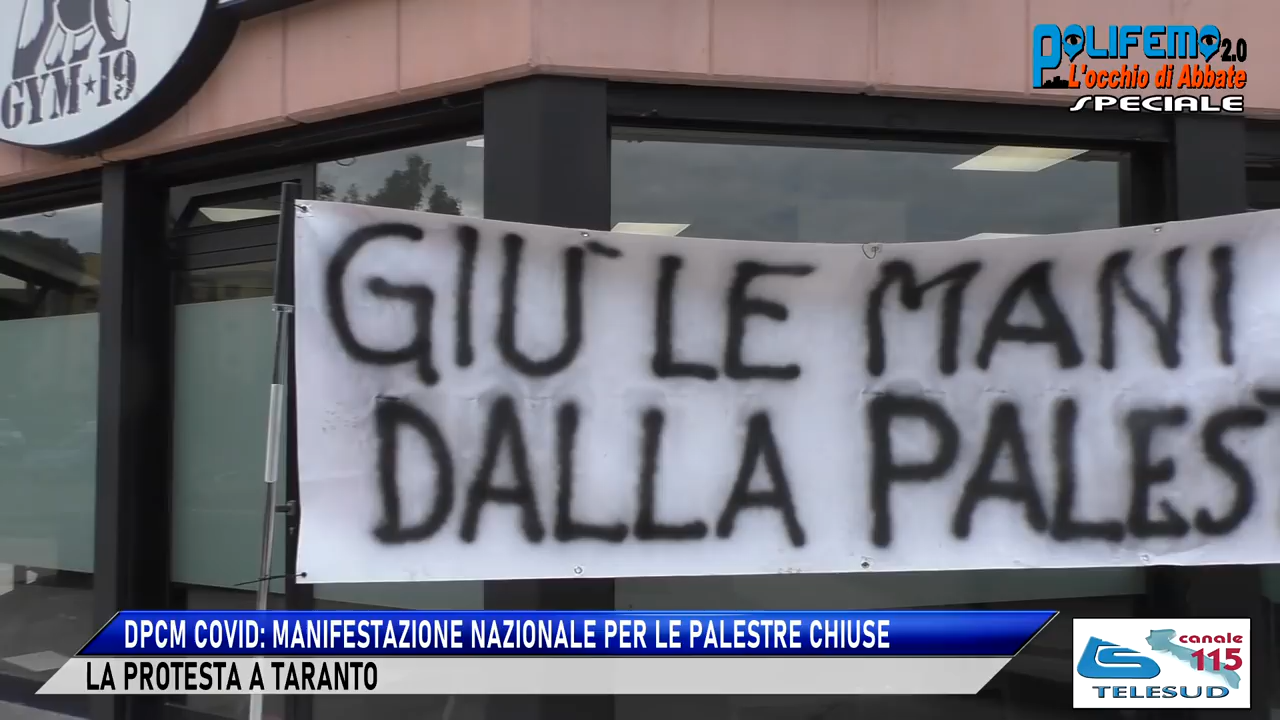 GYM★19
POLIFEMO 2.0
L'occhio di Abbate
SPECIALE
GIÙ LE MANI
DALLA PALEST
DPCM COVID: MANIFESTAZIONE NAZIONALE PER LE PALESTRE CHIUSE
LA PROTESTA A TARANTO
canale
115
TELESUD